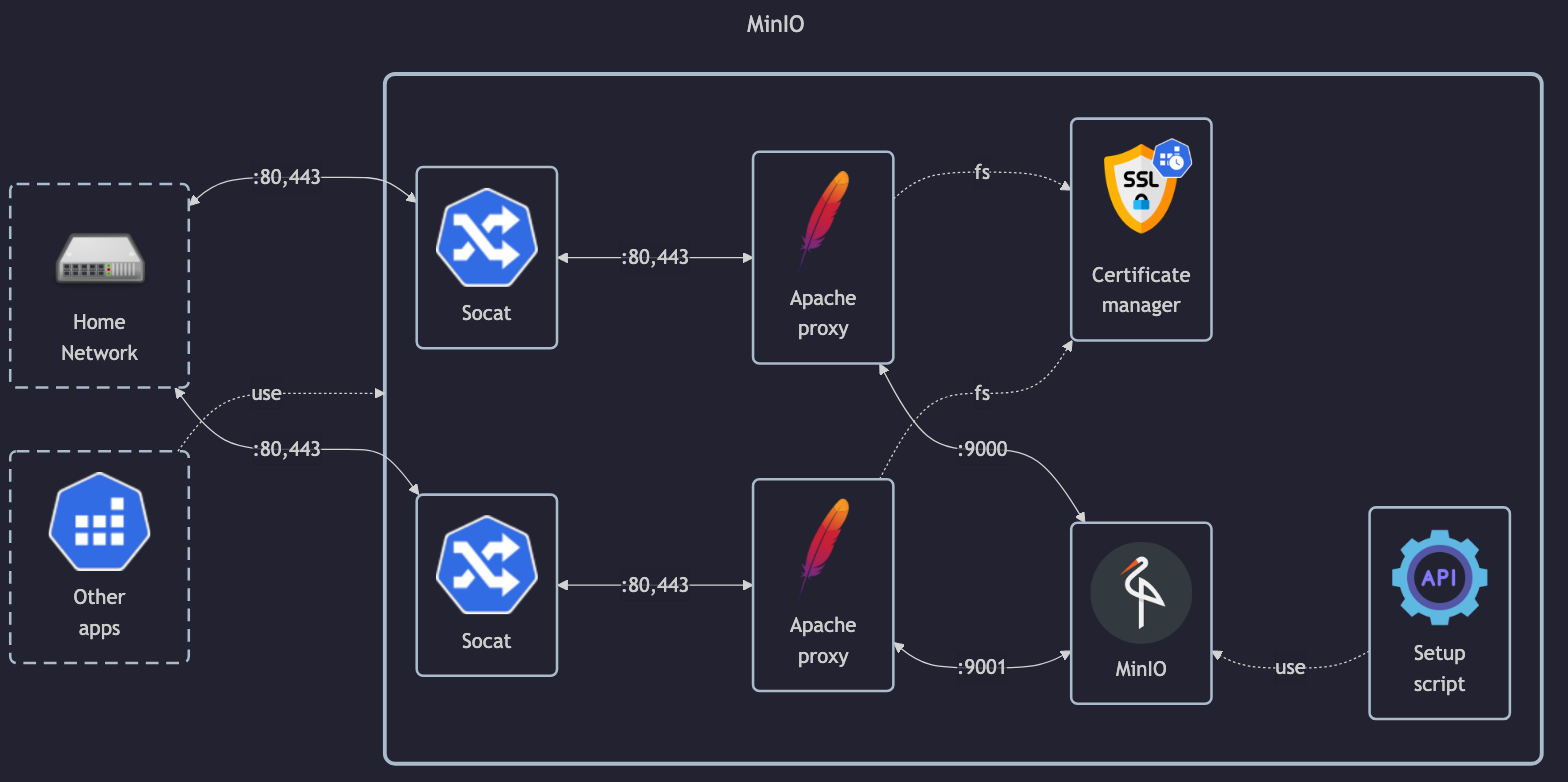 MinIO
:80,443
Home
Network
use
:80,443
Other
apps
Socat
:80,443
Apache
proxy
fs
SSL
Certificate
manager
fs
:9000
Socat
:80,443
Apache
proxy
:9001
MinIO
use
API
Setup
script